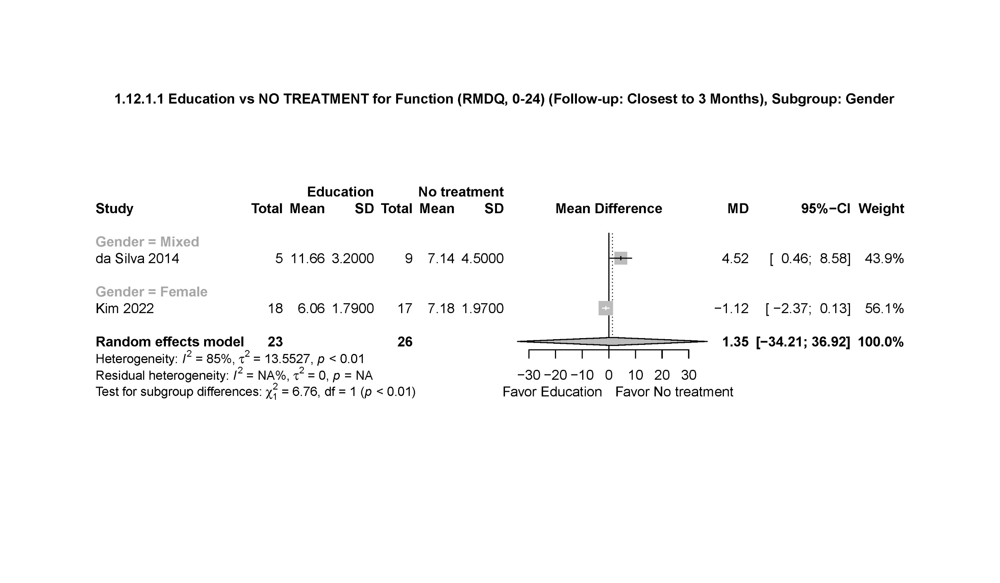 1.12.1.1 Education vs NO TREATMENT for Function (RMDQ, 0-24) (Follow-up: Closest to 3 Months), Subgroup: Gender
Education No treatment
Study Total Mean SD Total Mean SD Mean Difference MD 95%−CI Weight
Gender = Mixed
da Silva 2014 5 11.66 3.2000 9 7.14 4.5000 4.52 [ 0.46; 8.58] 43.9%
Gender = Female
Kim 2022 18 6.06 1.7900 17 7.18 1.9700 −1.12 [ −2.37; 0.13] 56.1%
Random effects model 23 26 1.35 [−34.21; 36.92] 100.0%
Heterogeneity: I² = 85%, τ² = 13.5527, p < 0.01
Residual heterogeneity: I² = NA%, τ² = 0, p = NA −30 −20 −10 0 10 20 30
Test for subgroup differences: χ²₁ = 6.76, df = 1 (p < 0.01) Favor Education Favor No treatment